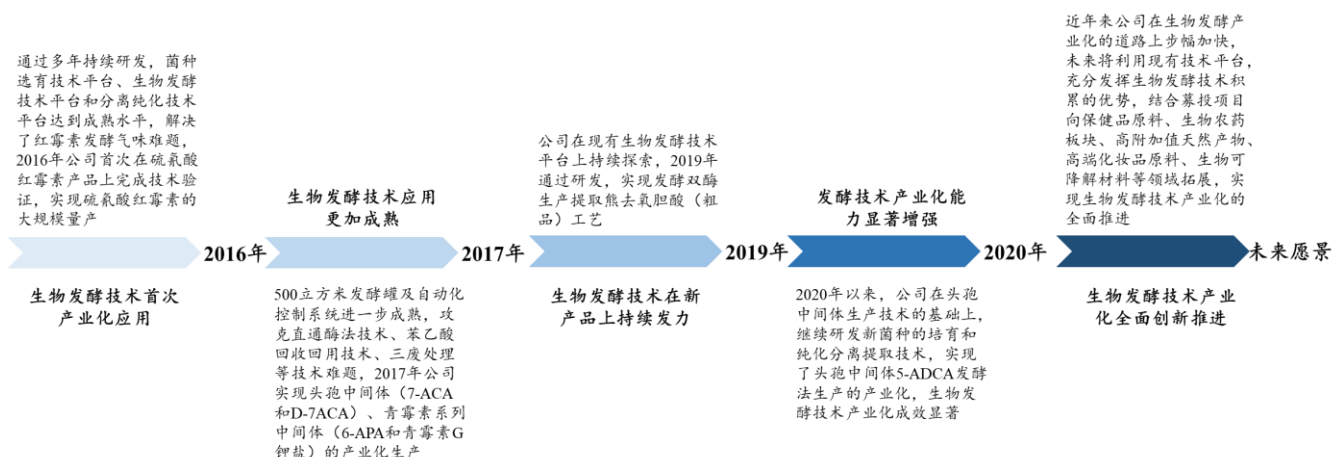 通过多年持续研发，菌种
选育技术平台、生物发酵
技术平台和分离纯化技术
平台达到成熟水平，解决
了红霉素发酵气味难题，
2016年公司首次在硫氰酸
红霉素产品上完成技术验
证，实现硫氰酸红霉素的
大规模量产
2016年
生物发酵技术首次
产业化应用
生物发酵技术应用
更加成熟
2017年
500立方米发酵罐及自动化
控制系统进一步成熟，攻
克直通酶法技术、苯乙酸
回收回用技术、三废处理
等技术难题，2017年公司
实现头孢中间体（7-ACA
和D-7ACA）、青霉素系列
中间体（6-APA和青霉素G
钾盐）的产业化生产
公司在现有生物发酵技术
平台上持续探索，2019年
通过研发，实现发酵双酶
生产提取熊去氧胆酸（粗
品）工艺
2019年
生物发酵技术在新
产品上持续发力
发酵技术产业化能
力显著增强
2020年
2020年以来，公司在头孢
中间体生产技术的基础上，
继续研发新菌种的培育和
纯化分离提取技术，实现
了头孢中间体5-ADCA发酵
法生产的产业化，生物发
酵技术产业化成效显著
近年来公司在生物发酵产
业化的道路上步幅加快，
未来将利用现有技术平台，
充分发挥生物发酵技术积
累的优势，结合募投项目
向保健品原料、生物农药
板块、高附加值天然产物、
高端化妆品原料、生物可
降解材料等领域拓展，实
现生物发酵技术产业化的
全面推进
未来愿景
生物发酵技术产业
化全面创新推进